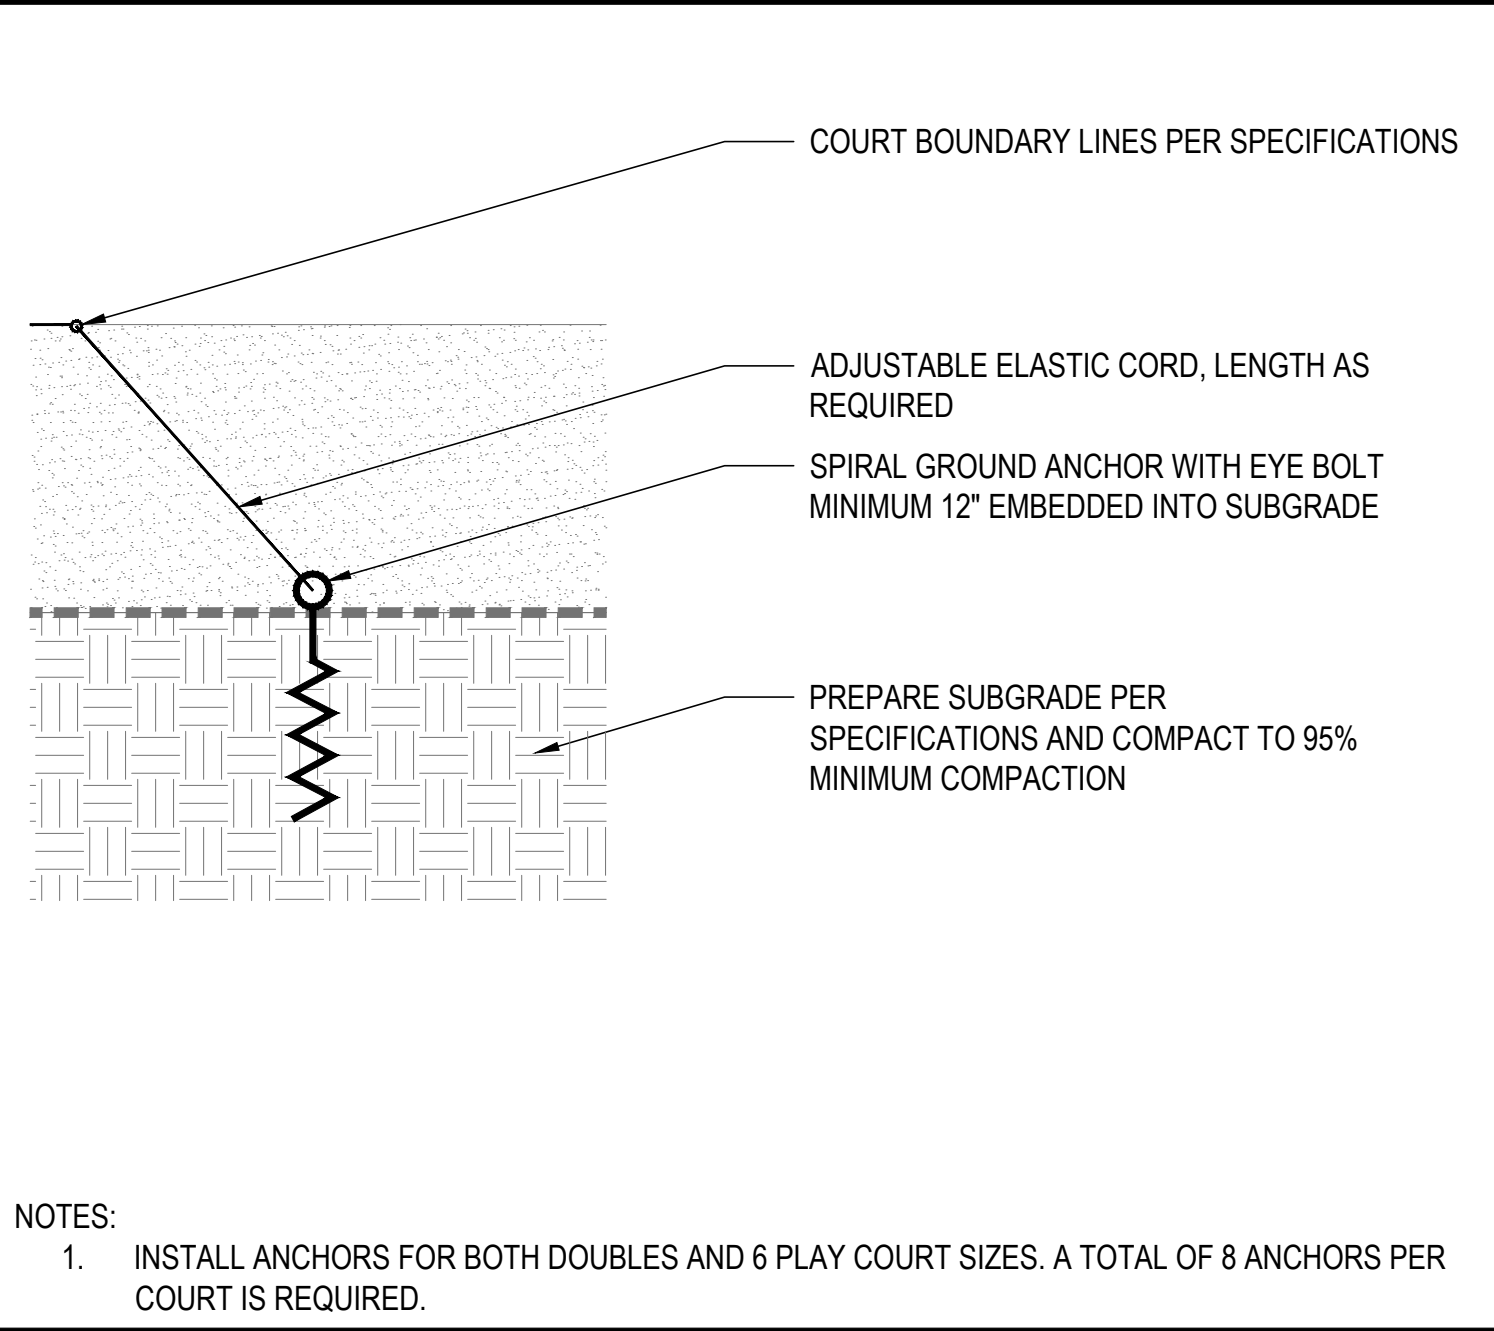 COURT BOUNDARY LINES PER SPECIFICATIONS
ADJUSTABLE ELASTIC CORD, LENGTH AS
REQUIRED
SPIRAL GROUND ANCHOR WITH EYE BOLT
MINIMUM 12" EMBEDDED INTO SUBGRADE
PREPARE SUBGRADE PER
SPECIFICATIONS AND COMPACT TO 95%
MINIMUM COMPACTION
NOTES:
1. INSTALL ANCHORS FOR BOTH DOUBLES AND 6 PLAY COURT SIZES. A TOTAL OF 8 ANCHORS PER
COURT IS REQUIRED.